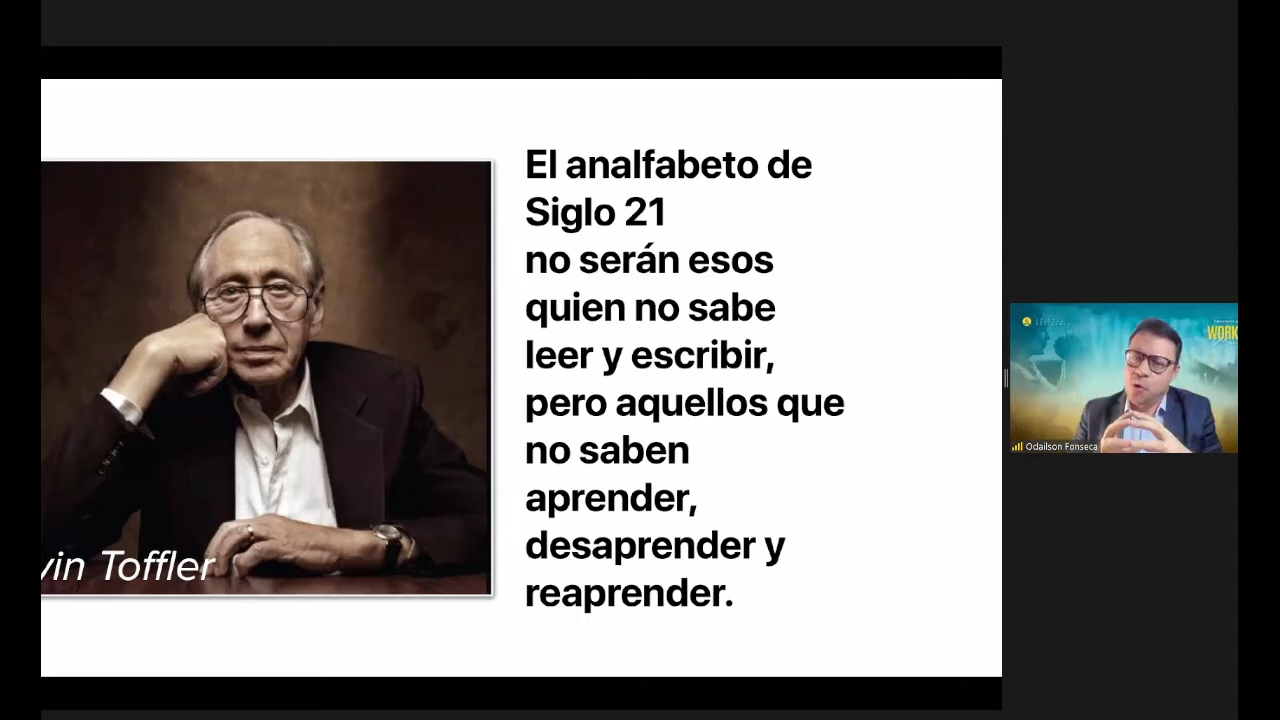 El analfabeto de
Siglo 21
no serán esos
quien no sabe
leer y escribir,
pero aquellos que
no saben
aprender,
desaprender y
reaprender.
vin Toffler
WORK
Odailson Fonseca